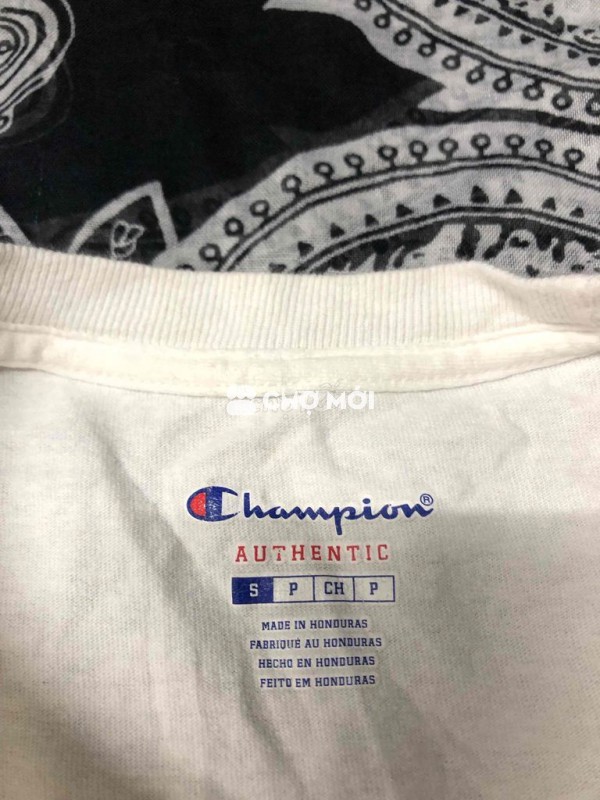 CHỢ MỚI
Champion®
AUTHENTIC
S P CH P
MADE IN HONDURAS
FABRIQUÉ AU HONDURAS
HECHO EN HONDURAS
FEITO EM HONDURAS